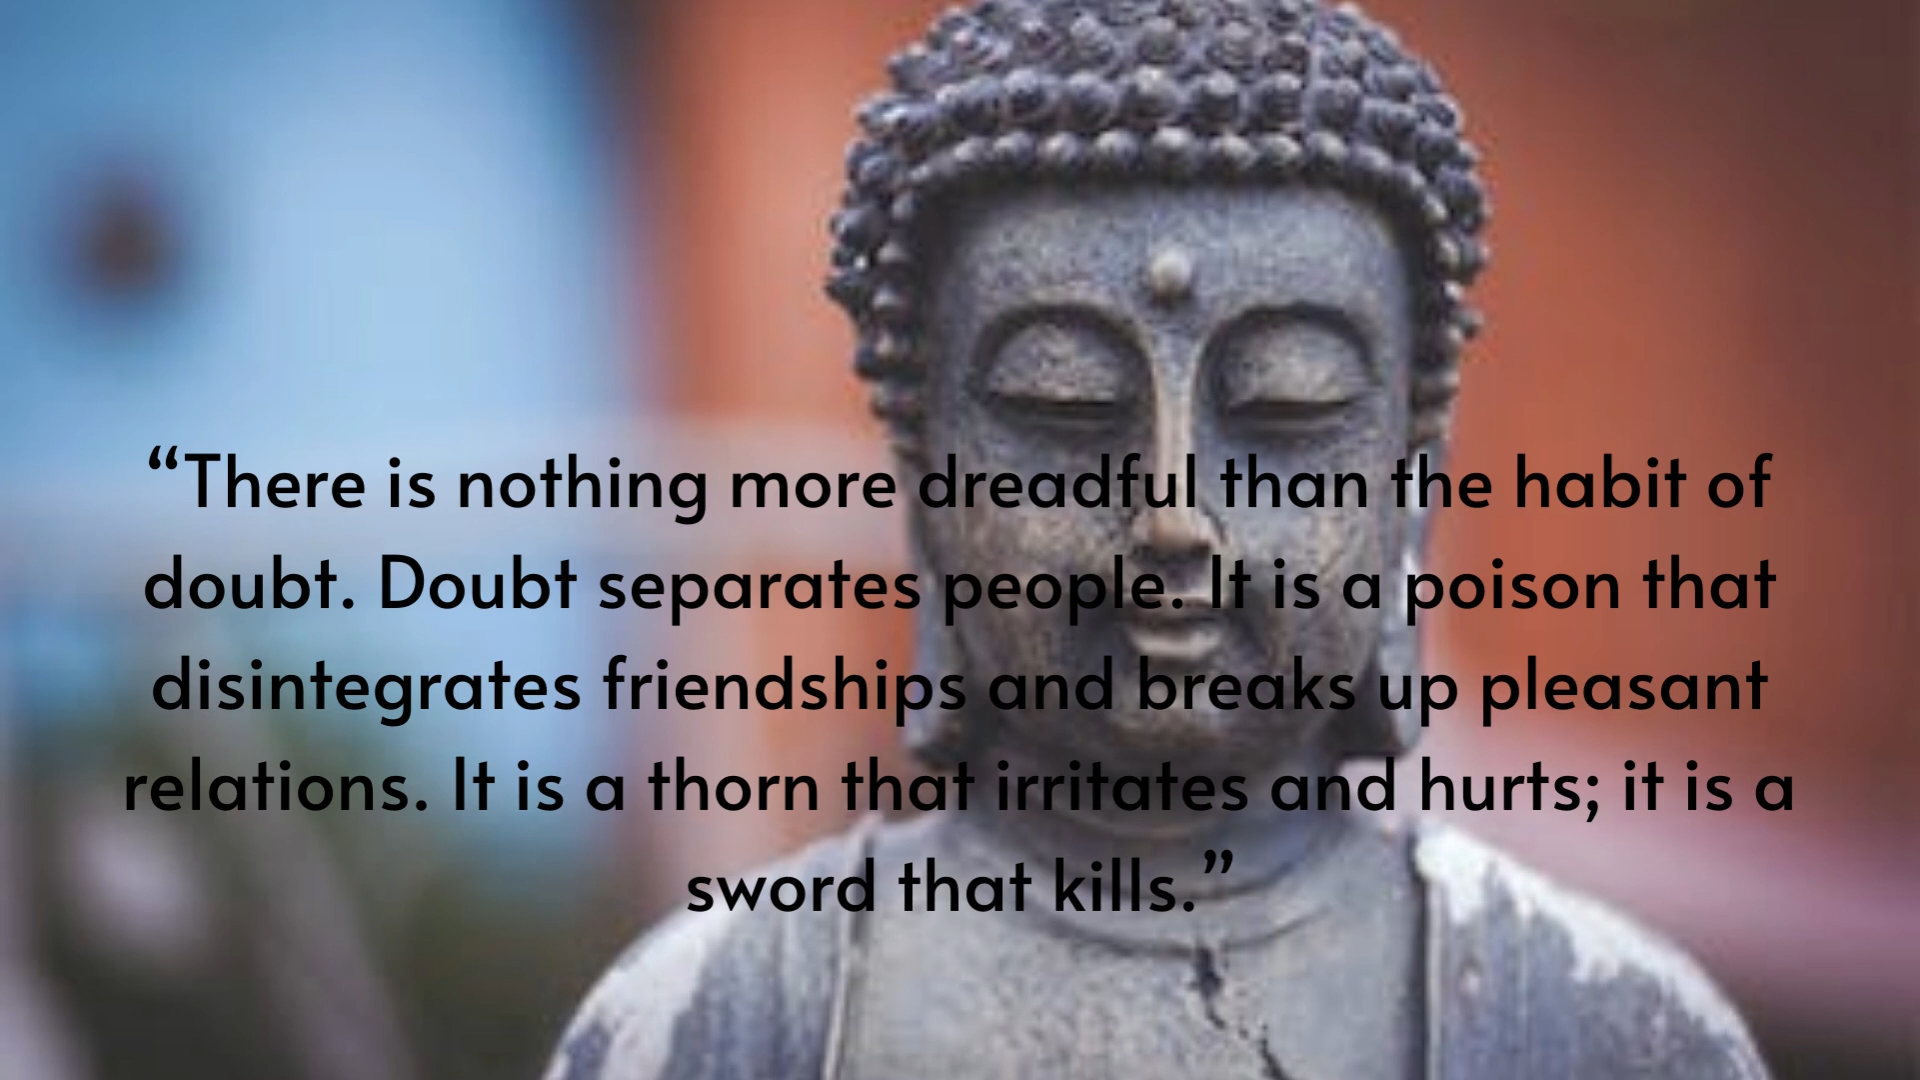 “There is nothing more dreadful than the habit of
doubt. Doubt separates people. It is a poison that
disintegrates friendships and breaks up pleasant
relations. It is a thorn that irritates and hurts; it is a
sword that kills.”